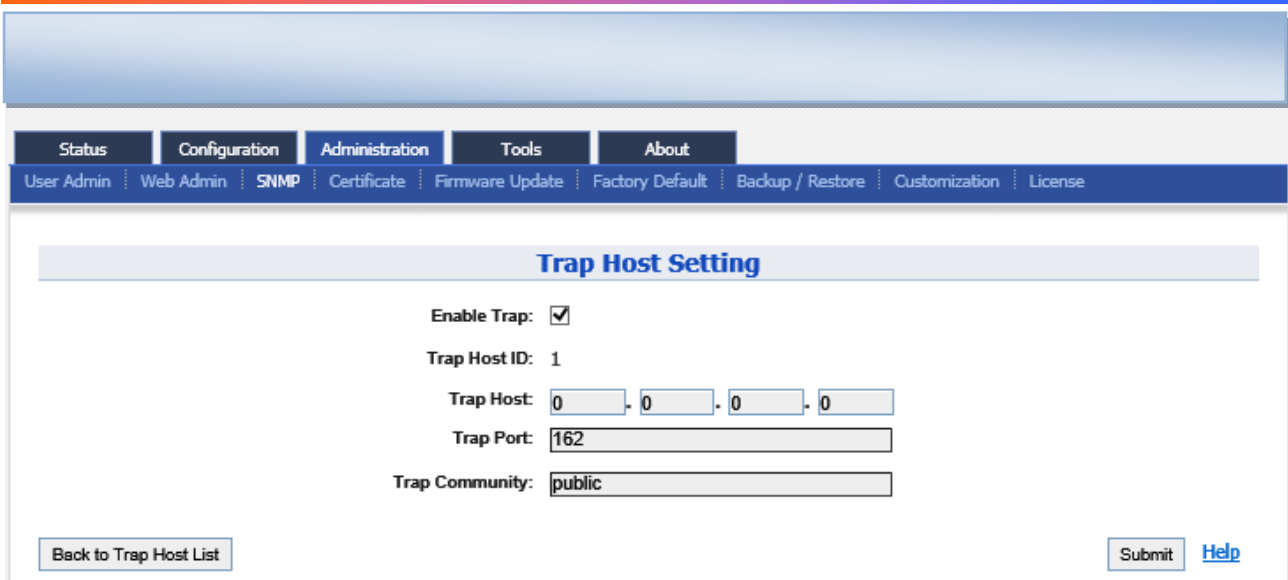 Status Configuration Administration Tools About
User Admin Web Admin SNMP Certificate Firmware Update Factory Default Backup / Restore Customization License
Trap Host Setting
Enable Trap:
Trap Host ID: 1
Trap Host: 0 . 0 . 0 . 0
Trap Port: 162
Trap Community: public
Back to Trap Host List Submit Help